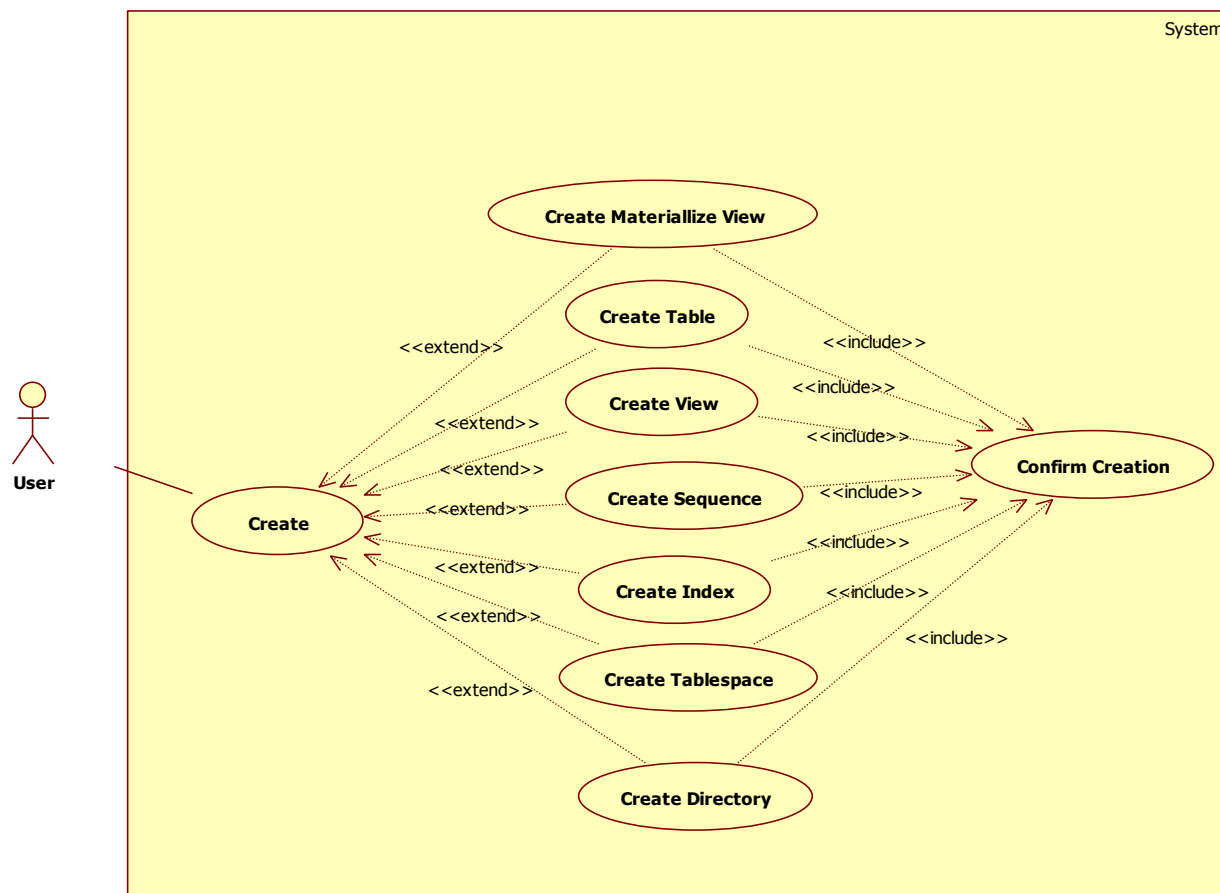 System
Create Materiallize View
Create Table
<<extend>>
<<include>>
<<include>>
Create View
<<extend>>
<<include>>
<<extend>>
Confirm Creation
User
Create Sequence
<<include>>
<<extend>>
Create
<<include>>
<<extend>>
Create Index
<<include>>
<<extend>>
<<include>>
Create Tablespace
<<extend>>
Create Directory